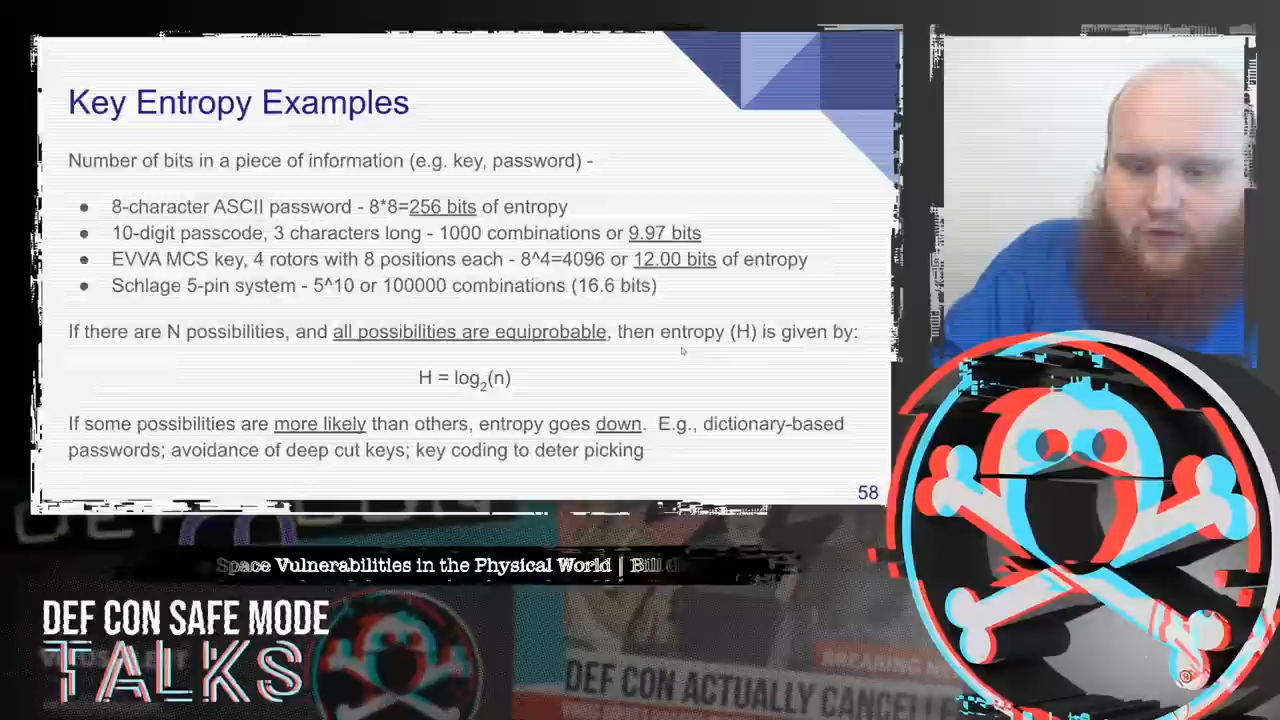 Key Entropy Examples
Number of bits in a piece of information (e.g. key, password) -
● 8-character ASCII password - 8*8=256 bits of entropy
● 10-digit passcode, 3 characters long - 1000 combinations or 9.97 bits
● EVVA MCS key, 4 rotors with 8 positions each - 8^4=4096 or 12.00 bits of entropy
● Schlage 5-pin system - 5^10 or 100000 combinations (16.6 bits)
If there are N possibilities, and all possibilities are equiprobable, then entropy (H) is given by:
H = log2(n)
If some possibilities are more likely than others, entropy goes down. E.g., dictionary-based
passwords; avoidance of deep cut keys; key coding to deter picking
58
Space Vulnerabilities in the Physical World | Bill
DEF CON SAFE MODE
TALKS
DEF CON
BREAKING
DEF CON ACTUALLY
®